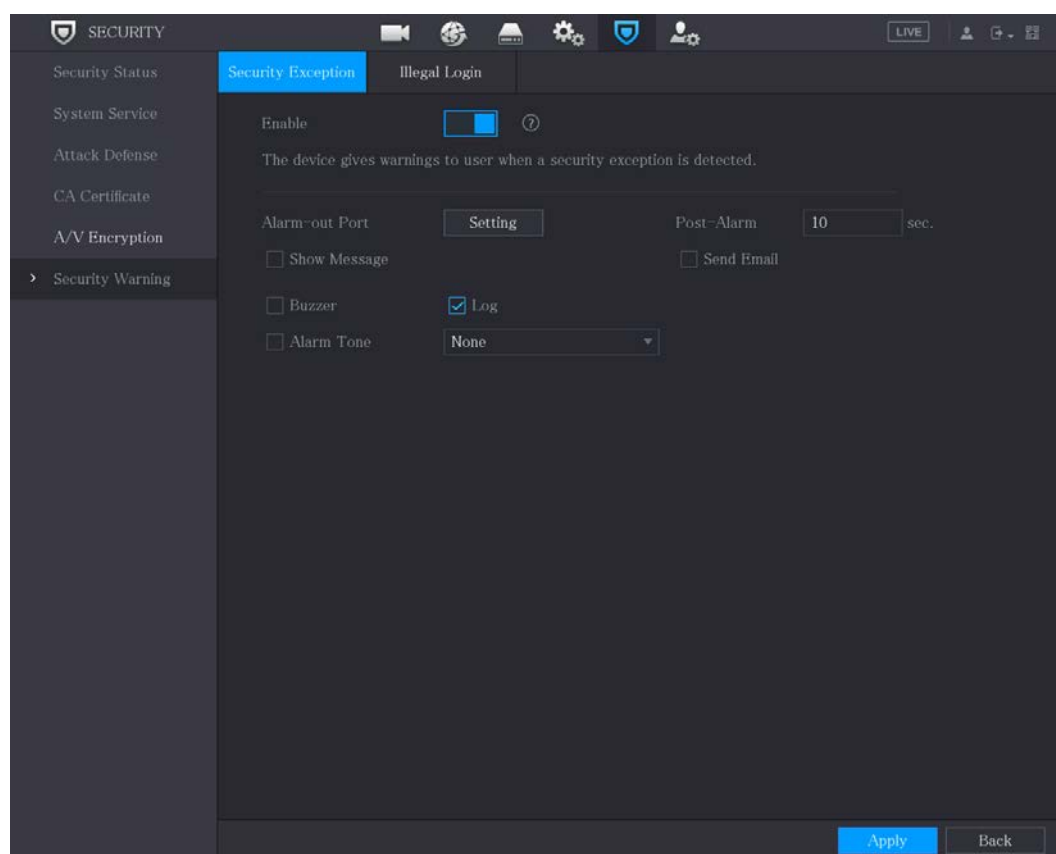 SECURITY
LIVE
Security Status
System Service
Attack Defense
CA Certificate
A/V Encryption
Security Warning
Security Exception Illegal Login
Enable ?
The device gives warnings to user when a security exception is detected.
Alarm-out Port Setting Post-Alarm 10 sec.
Show Message Send Email
Buzzer Log
Alarm Tone None
Apply Back